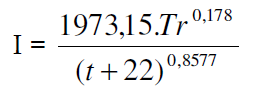 I = 1973,15.Tr^0,178 / (t + 22)^0,8577